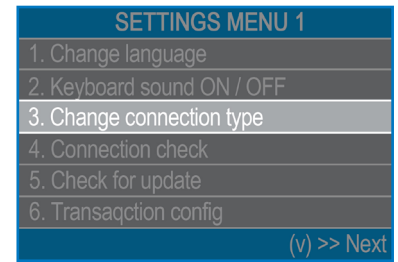 SETTINGS MENU 1
1. Change language
2. Keyboard sound ON / OFF
3. Change connection type
4. Connection check
5. Check for update
6. Transaqction config
(v) >> Next